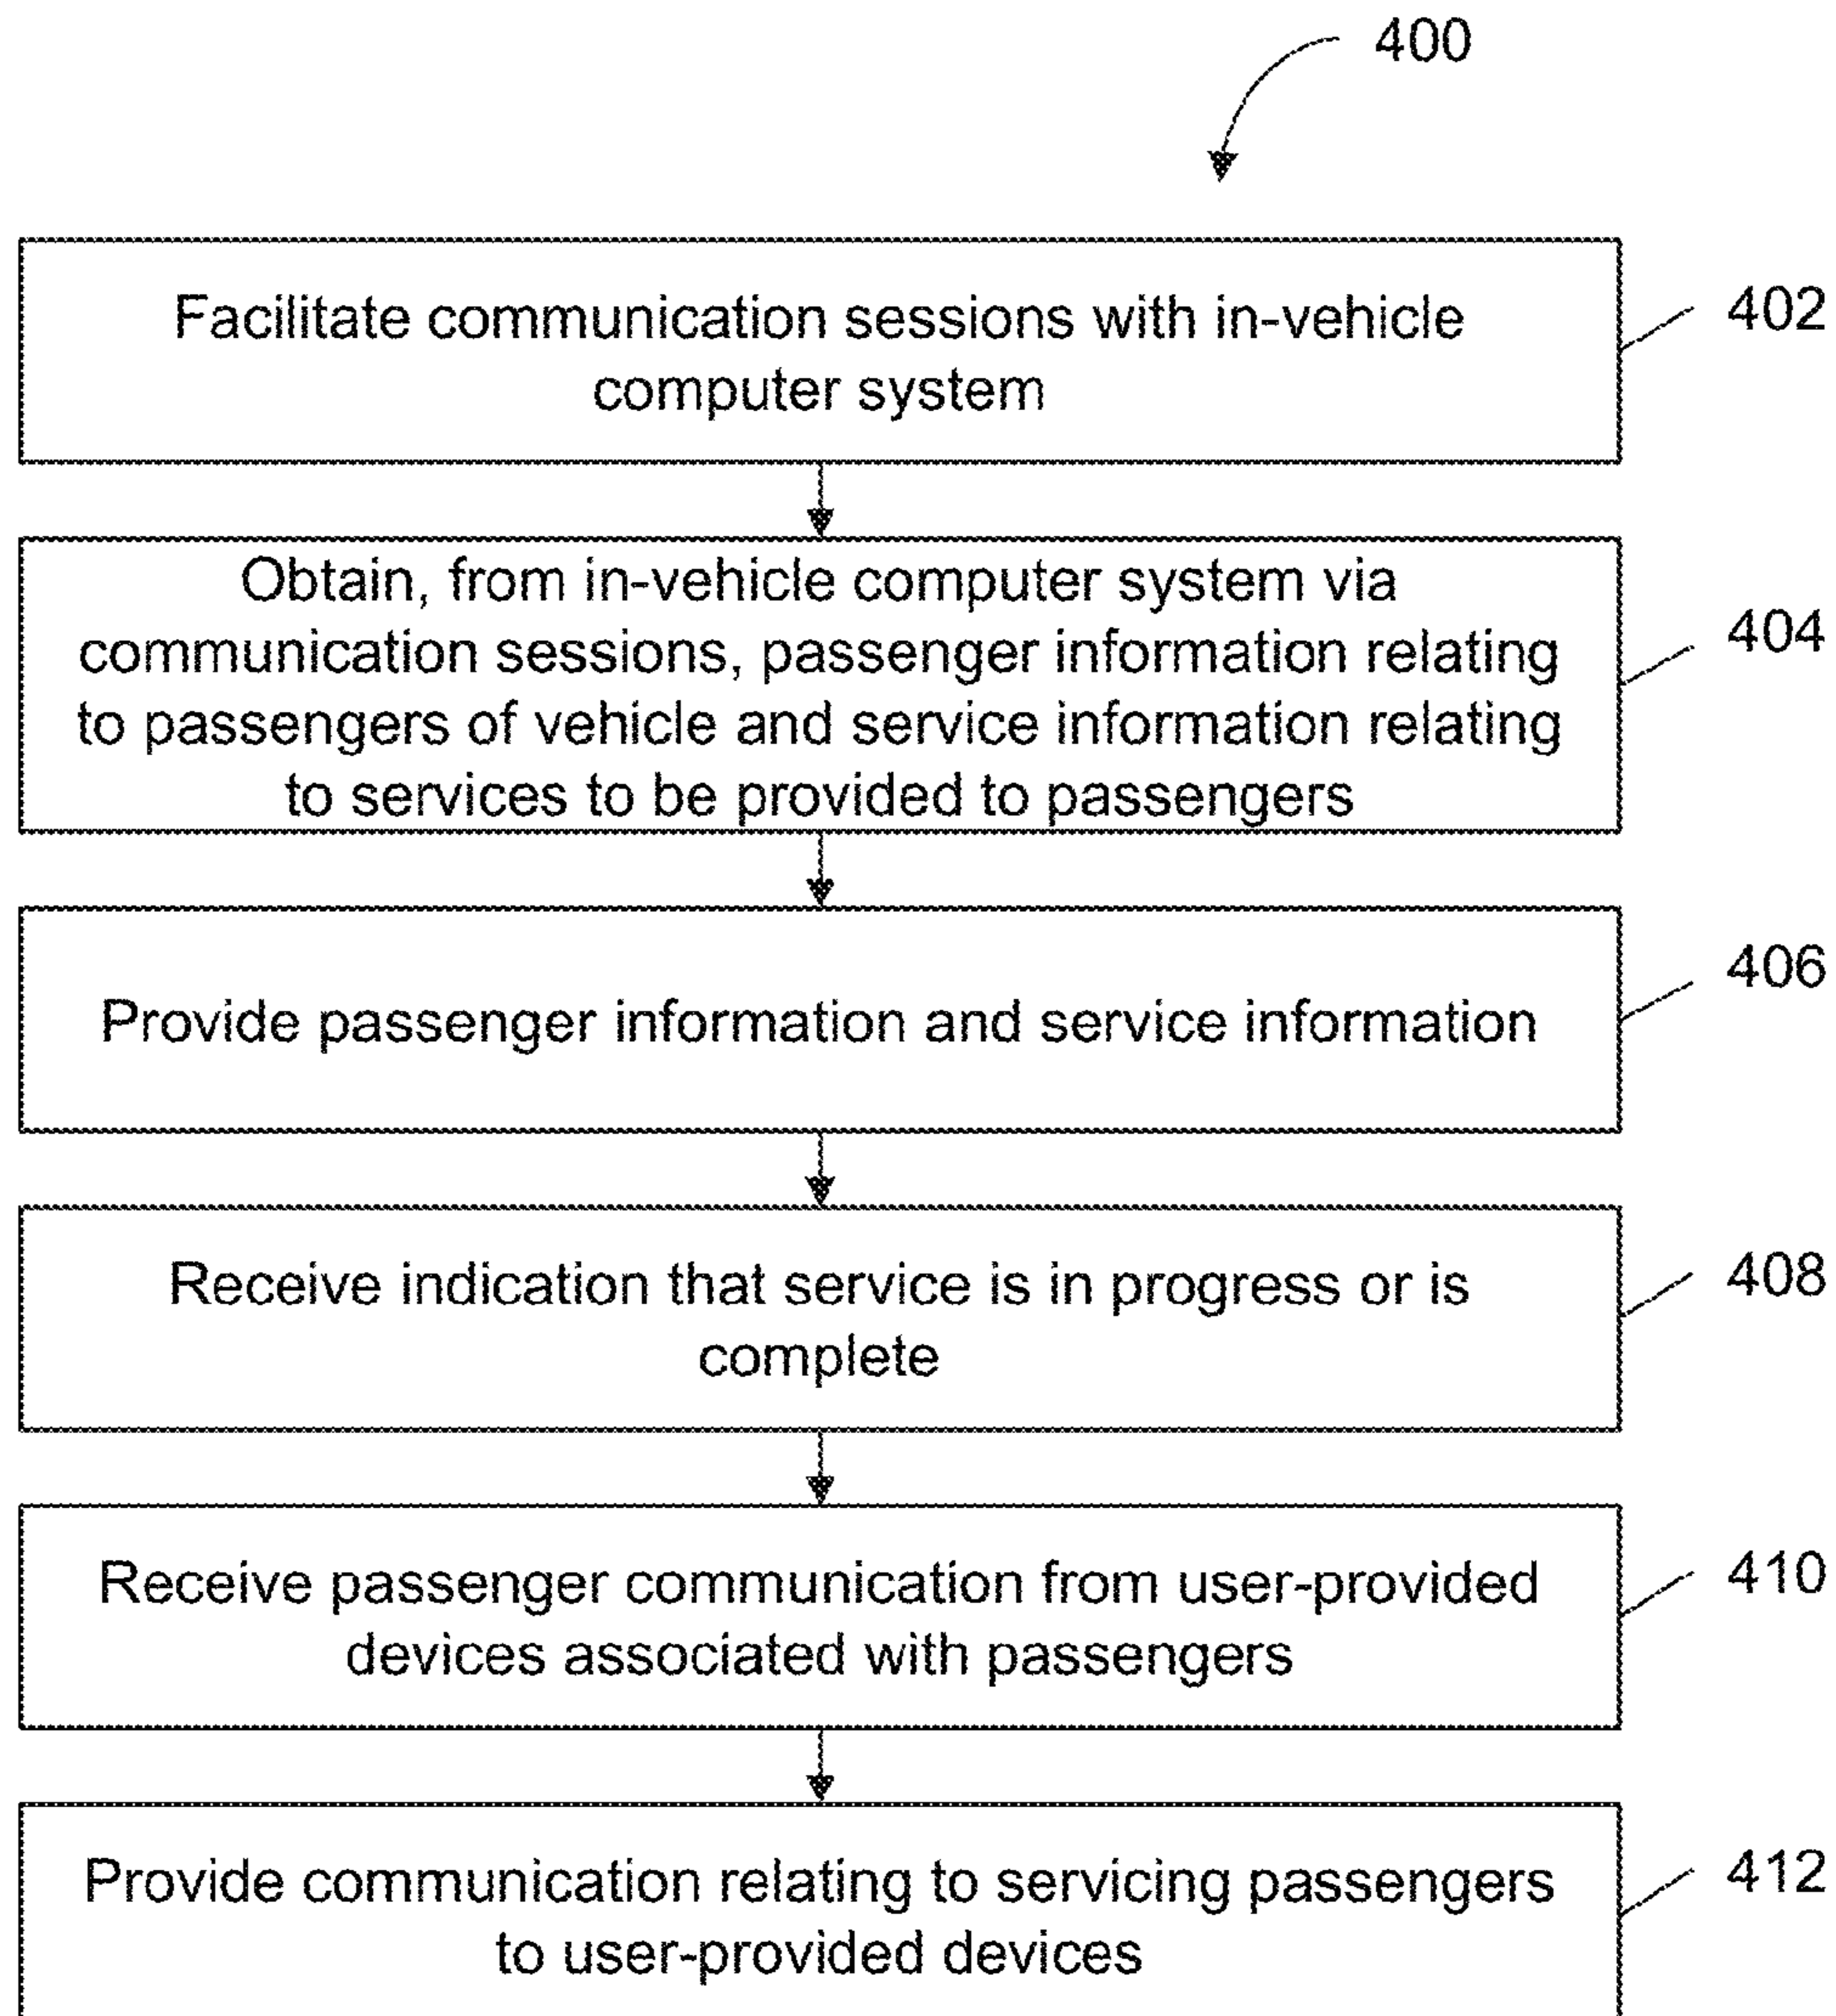 400
Facilitate communication sessions with in-vehicle
computer system
402
Obtain, from in-vehicle computer system via
communication sessions, passenger information relating
to passengers of vehicle and service information relating
to services to be provided to passengers
404
Provide passenger information and service information
406
Receive indication that service is in progress or is
complete
408
Receive passenger communication from user-provided
devices associated with passengers
410
Provide communication relating to servicing passengers
to user-provided devices
412